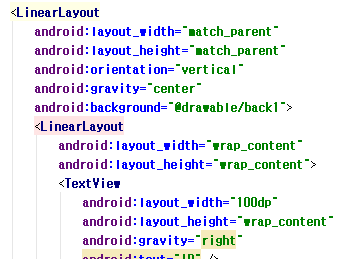 <LinearLayout
android:layout_width="match_parent"
android:layout_height="match_parent"
android:orientation="vertical"
android:gravity="center"
android:background="@drawable/back1">
<LinearLayout
android:layout_width="wrap_content"
android:layout_height="wrap_content">
<TextView
android:layout_width="100dp"
android:layout_height="wrap_content"
android:gravity="right"
android:text="ID" />